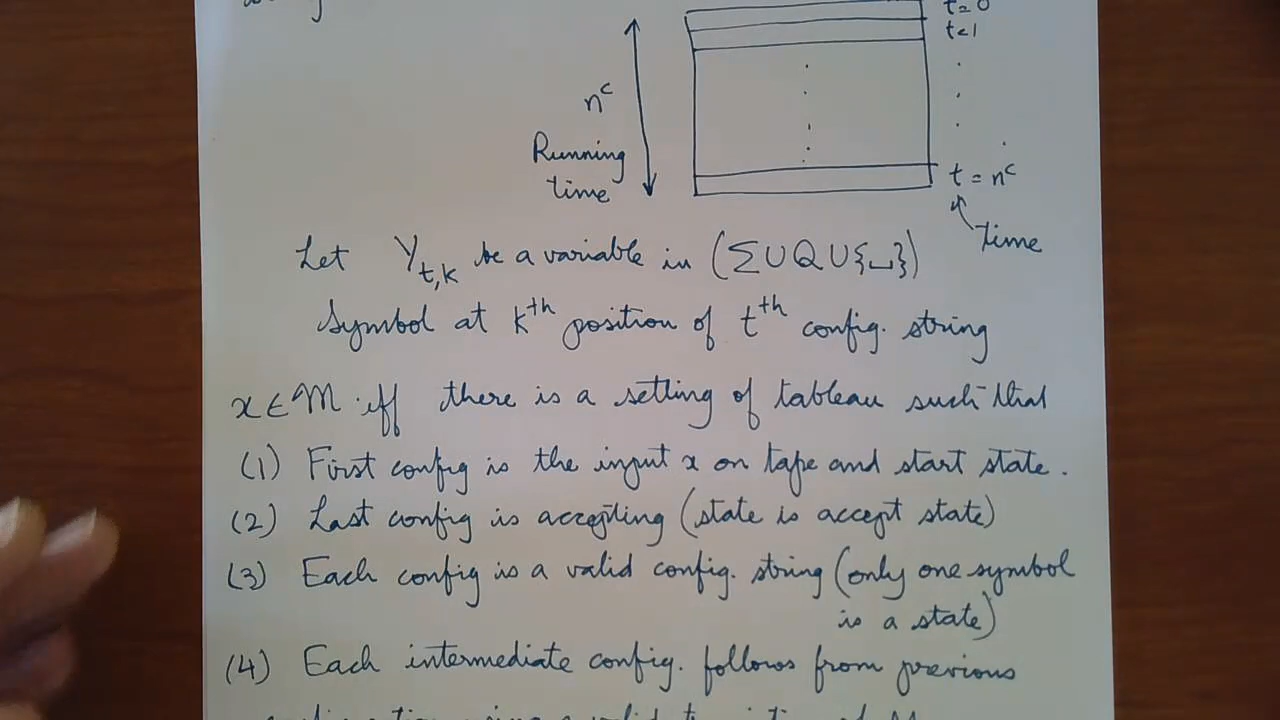 t=0
t=1
n^c
Running
time
t = n^c
time
Let Y_{t,k} be a variable in (Σ∪Q∪{␣})
Symbol at k^th position of t^th config. string
x ∈ M iff there is a setting of tableau such that
(1) First config is the input x on tape and start state.
(2) Last config is accepting (state is accept state)
(3) Each config is a valid config. string (only one symbol
is a state)
(4) Each intermediate config. follows from previous